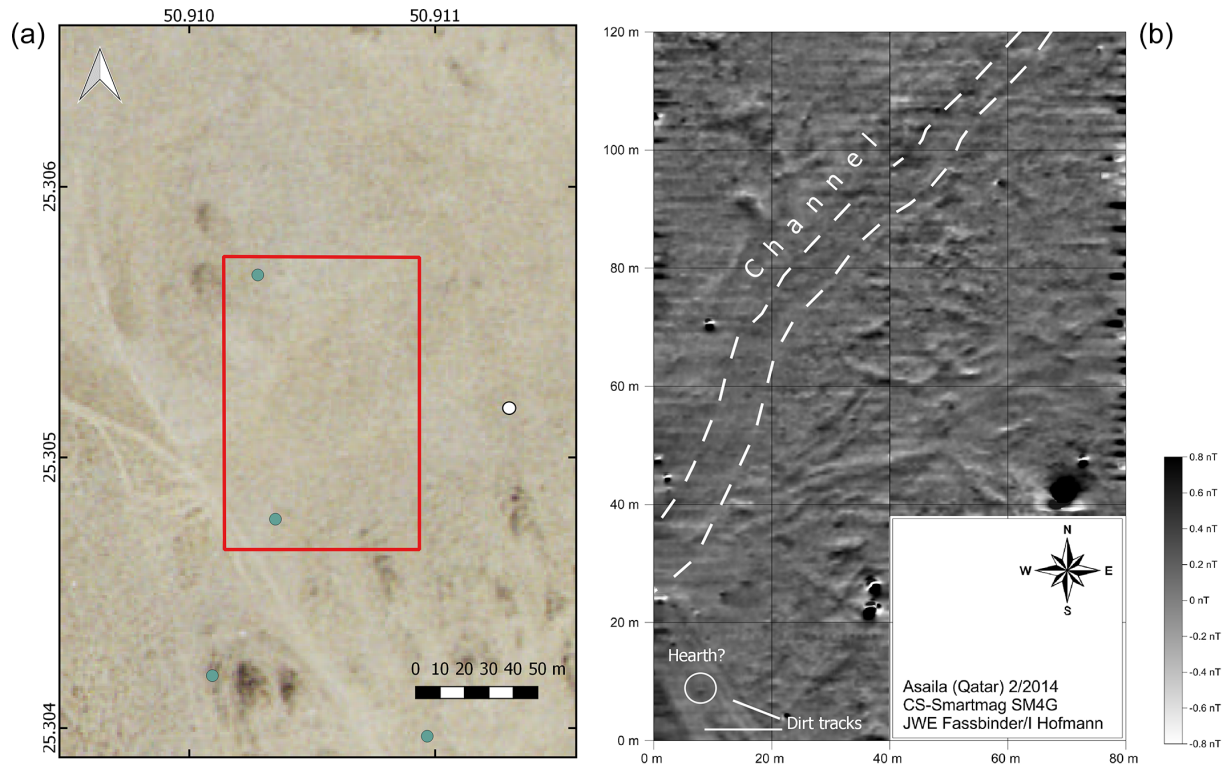 (a)
50.910 50.911
25.306
25.305
25.304
0 10 20 30 40 50 m
(b)
120 m
100 m
80 m
60 m
40 m
20 m
0 m
Channel
Hearth?
Dirt tracks
N
W E
S
Asaila (Qatar) 2/2014
CS-Smartmag SM4G
JWE Fassbinder/I Hofmann
0 m 20 m 40 m 60 m 80 m
0.8 nT
0.6 nT
0.4 nT
0.2 nT
0 nT
-0.2 nT
-0.4 nT
-0.6 nT
-0.8 nT